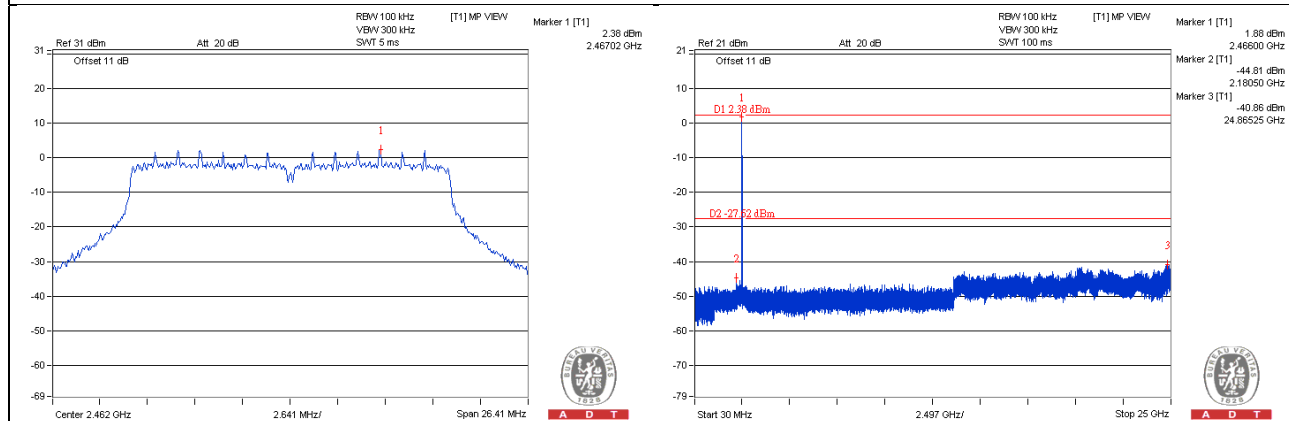 RBW 100 kHz [T1] MP VIEW
VBW 300 kHz
Ref 31 dBm Att 20 dB SWT 5 ms
Marker 1 [T1]
2.38 dBm
2.46702 GHz
31
Offset 11 dB
20
10
1
0
-10
-20
-30
-40
-50
-60
-69
Center 2.462 GHz 2.641 MHz/ Span 26.41 MHz
BUREAU VERITAS
1828
A D T
RBW 100 kHz [T1] MP VIEW
VBW 300 kHz
Ref 21 dBm Att 20 dB SWT 100 ms
Marker 1 [T1]
1.88 dBm
2.46600 GHz
Marker 2 [T1]
-44.81 dBm
2.18050 GHz
Marker 3 [T1]
-40.86 dBm
24.86525 GHz
21
Offset 11 dB
10
1
D1 2.38 dBm
0
-10
-20
D2 -27.62 dBm
-30
3
2
-40
-50
-60
-70
-79
Start 30 MHz 2.497 GHz/ Stop 25 GHz
BUREAU VERITAS
1828
A D T